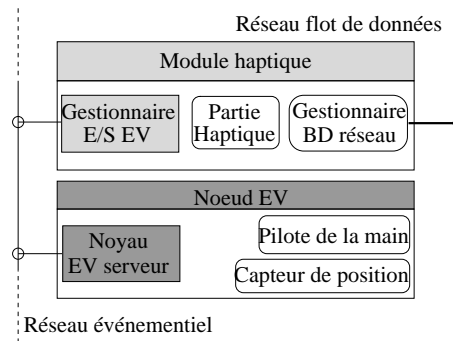 Réseau flot de données
Module haptique
Gestionnaire
E/S EV
Partie
Haptique
Gestionnaire
BD réseau
Noeud EV
Noyau
EV serveur
Pilote de la main
Capteur de position
Réseau événementiel